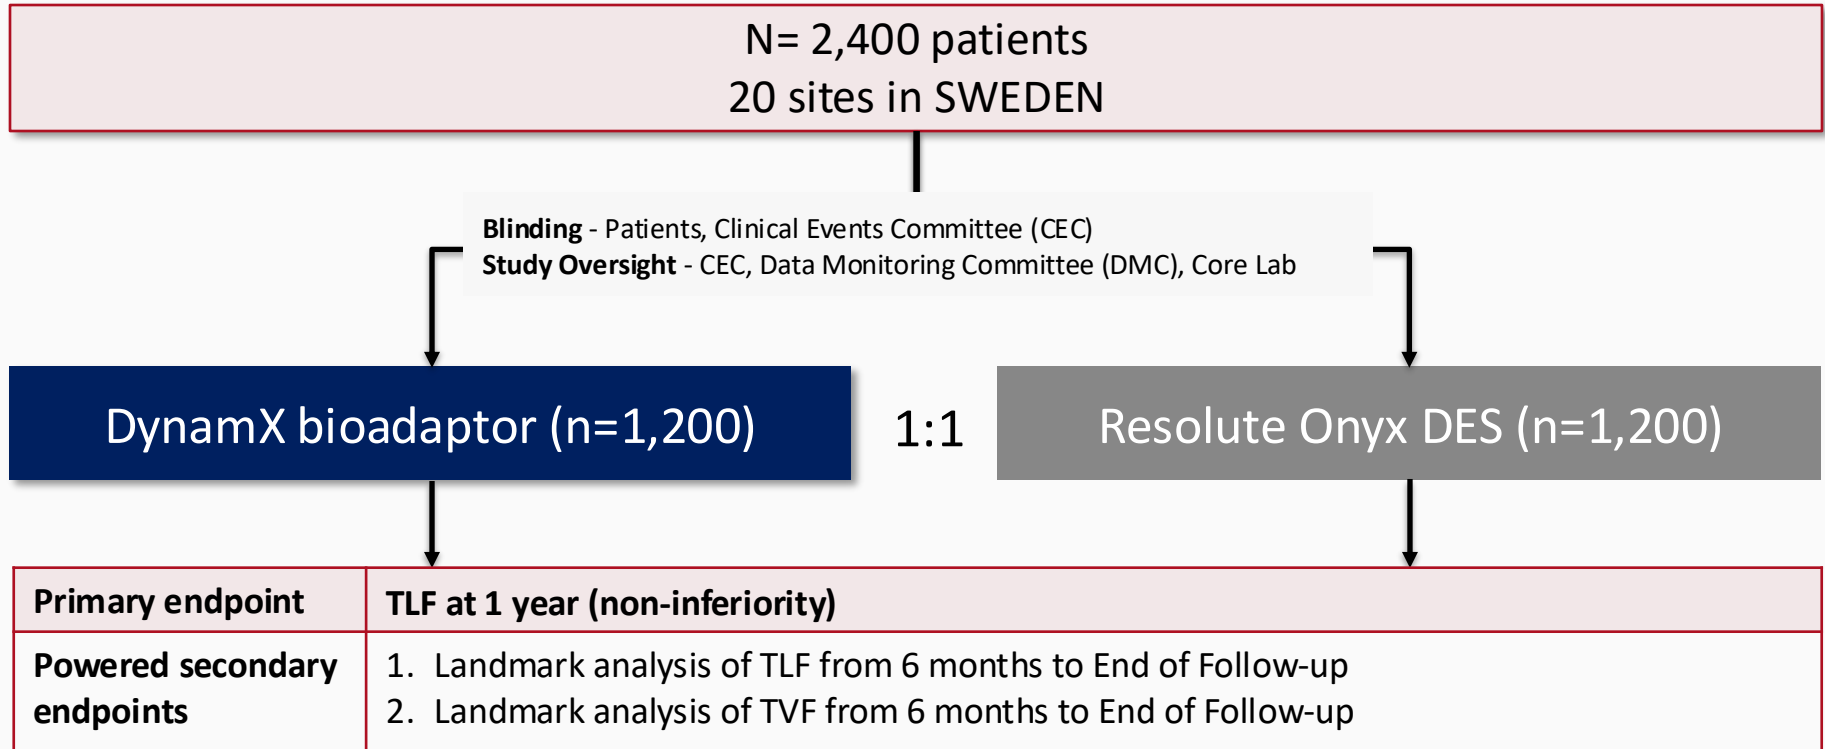 N= 2,400 patients
20 sites in SWEDEN
Blinding - Patients, Clinical Events Committee (CEC)
Study Oversight - CEC, Data Monitoring Committee (DMC), Core Lab
DynamX bioadaptor (n=1,200)
1:1
Resolute Onyx DES (n=1,200)
Primary endpoint
TLF at 1 year (non-inferiority)
Powered secondary
endpoints
1. Landmark analysis of TLF from 6 months to End of Follow-up
2. Landmark analysis of TVF from 6 months to End of Follow-up